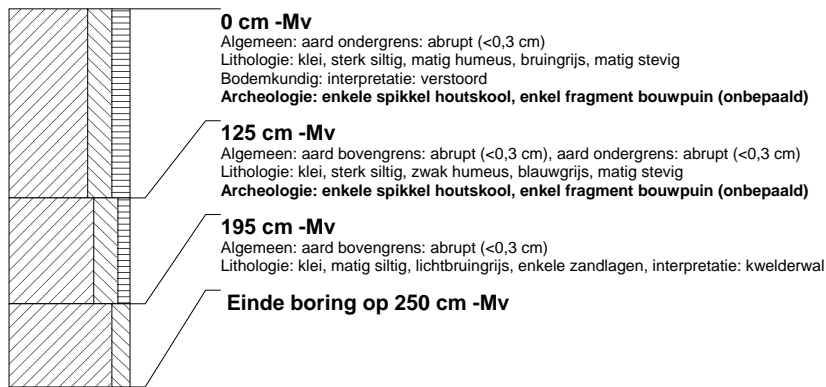 0 cm -Mv
Algemeen: aard ondergrens: abrupt (<0,3 cm)
Lithologie: klei, sterk siltig, matig humeus, bruingrijs, matig stevig
Bodemkundig: interpretatie: verstoord
Archeologie: enkele spikkel houtskool, enkel fragment bouwpuin (onbepaald)
125 cm -Mv
Algemeen: aard bovengrens: abrupt (<0,3 cm), aard ondergrens: abrupt (<0,3 cm)
Lithologie: klei, sterk siltig, zwak humeus, blauwgrijs, matig stevig
Archeologie: enkele spikkel houtskool, enkel fragment bouwpuin (onbepaald)
195 cm -Mv
Algemeen: aard bovengrens: abrupt (<0,3 cm)
Lithologie: klei, matig siltig, lichtbruingrijs, enkele zandlagen, interpretatie: kwelderwal
Einde boring op 250 cm -Mv